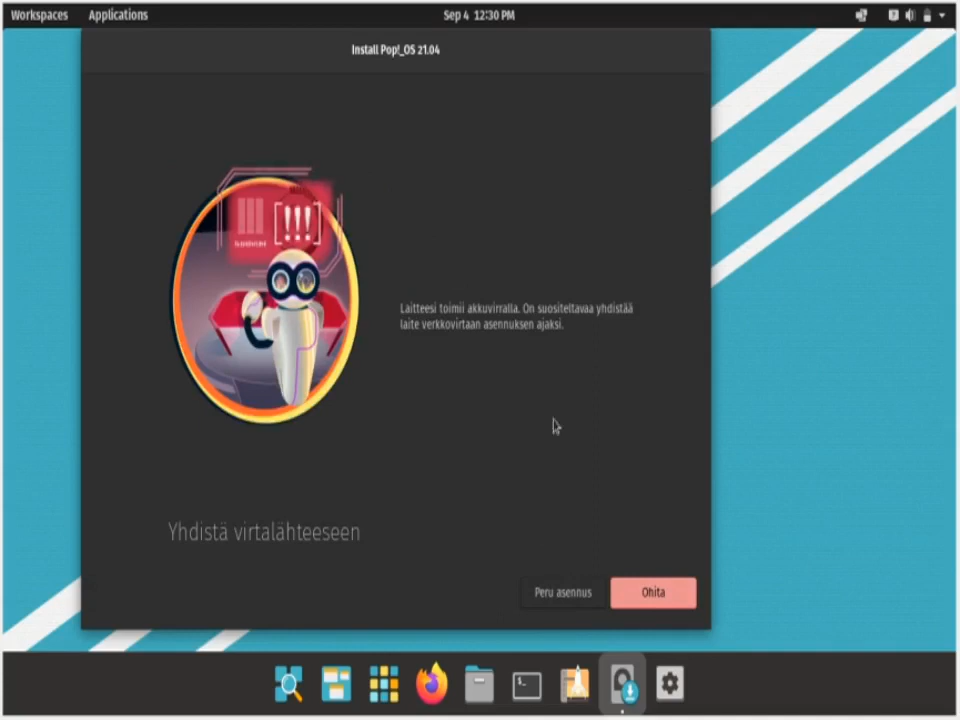 Workspaces Applications Sep 4 12:30 PM
Install Pop!_OS 21.04
!!!
Laitteesi toimii akkuvirralla. On suositeltavaa yhdistää
laite verkkovirtaan asennuksen ajaksi.
Yhdistä virtalähteeseen
Peru asennus Ohita